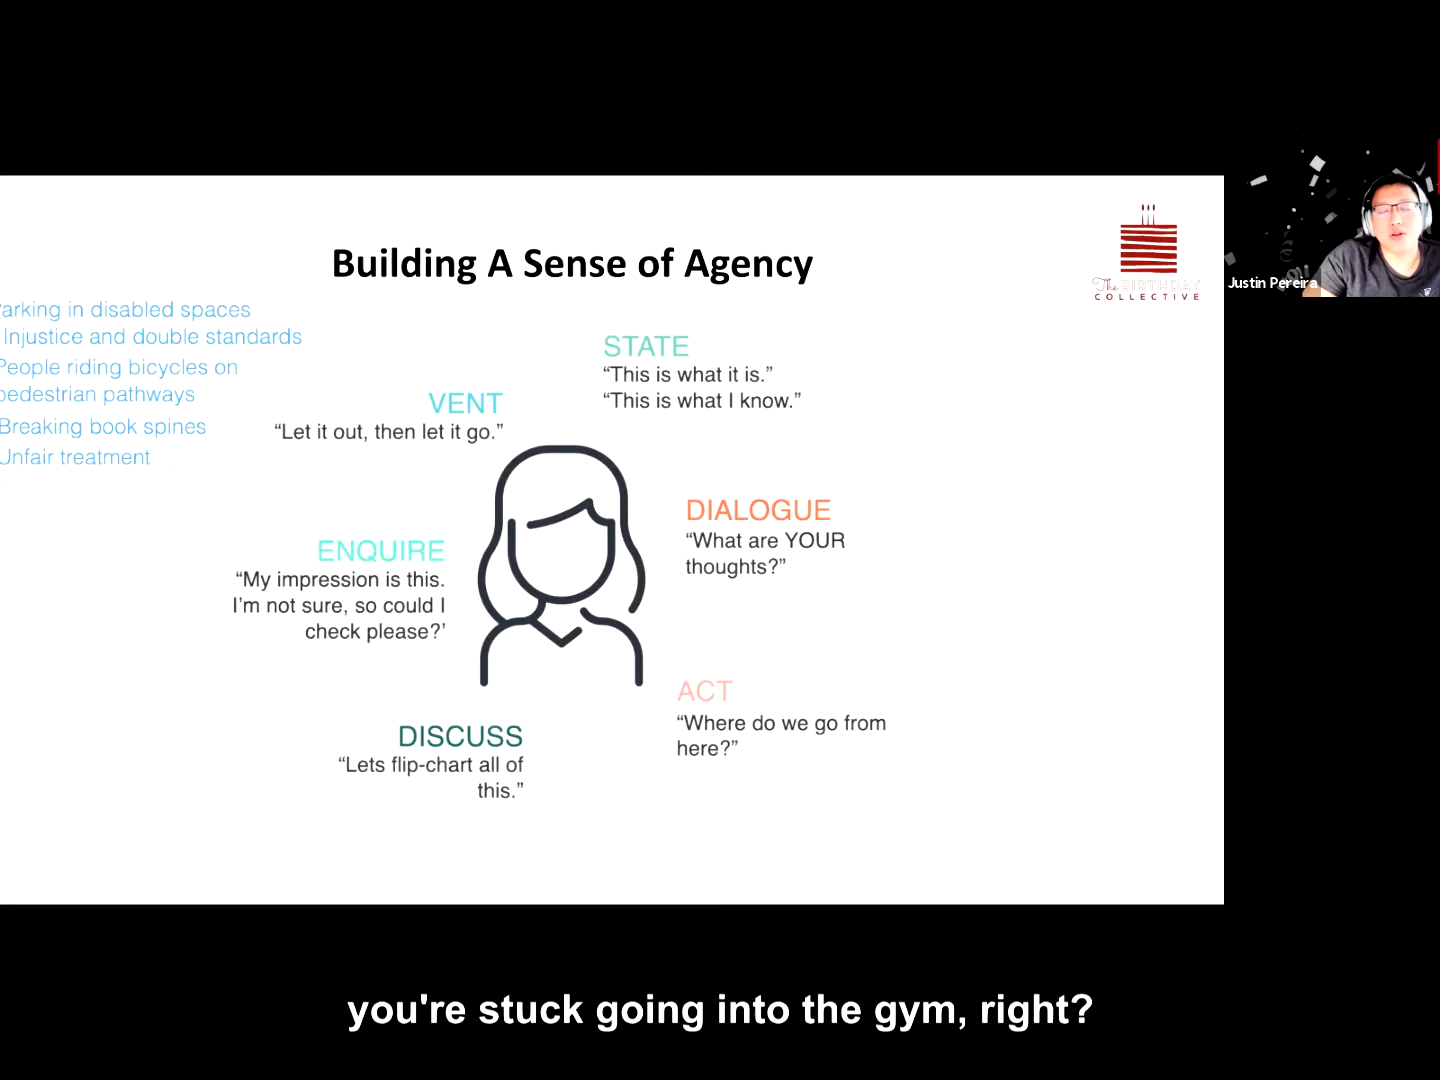 Building A Sense of Agency
The BIRTHDAY
COLLECTIVE
Justin Pereira
arking in disabled spaces
Injustice and double standards
People riding bicycles on
pedestrian pathways
Breaking book spines
Unfair treatment
STATE
“This is what it is.”
“This is what I know.”
VENT
“Let it out, then let it go.”
DIALOGUE
“What are YOUR
thoughts?”
ENQUIRE
“My impression is this.
I’m not sure, so could I
check please?’
ACT
“Where do we go from
here?”
DISCUSS
“Lets flip-chart all of
this.”
you're stuck going into the gym, right?